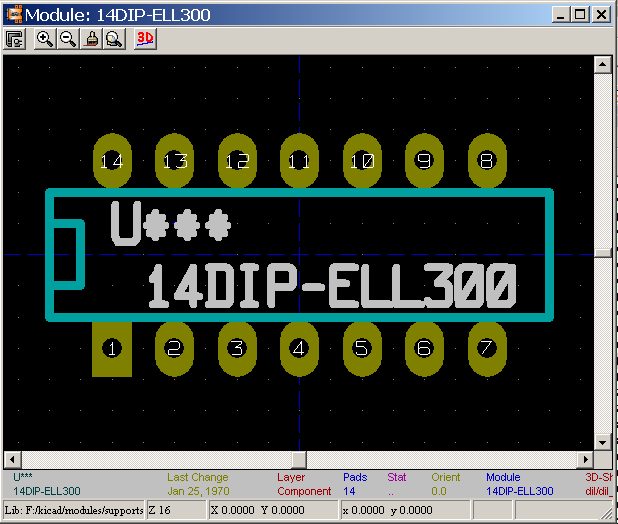 Module: 14DIP-ELL300
3D
14 13 12 11 10 9 8
U***
14DIP-ELL300
1 2 3 4 5 6 7
U*** Last Change Layer Pads Stat Orient Module 3D-Sh
14DIP-ELL300 Jan 25, 1970 Component 14 .. 0.0 14DIP-ELL300 dil/dil_
Lib: F:/kicad/modules/supports Z 16 X 0.0000 Y 0.0000 x 0.0000 y 0.0000